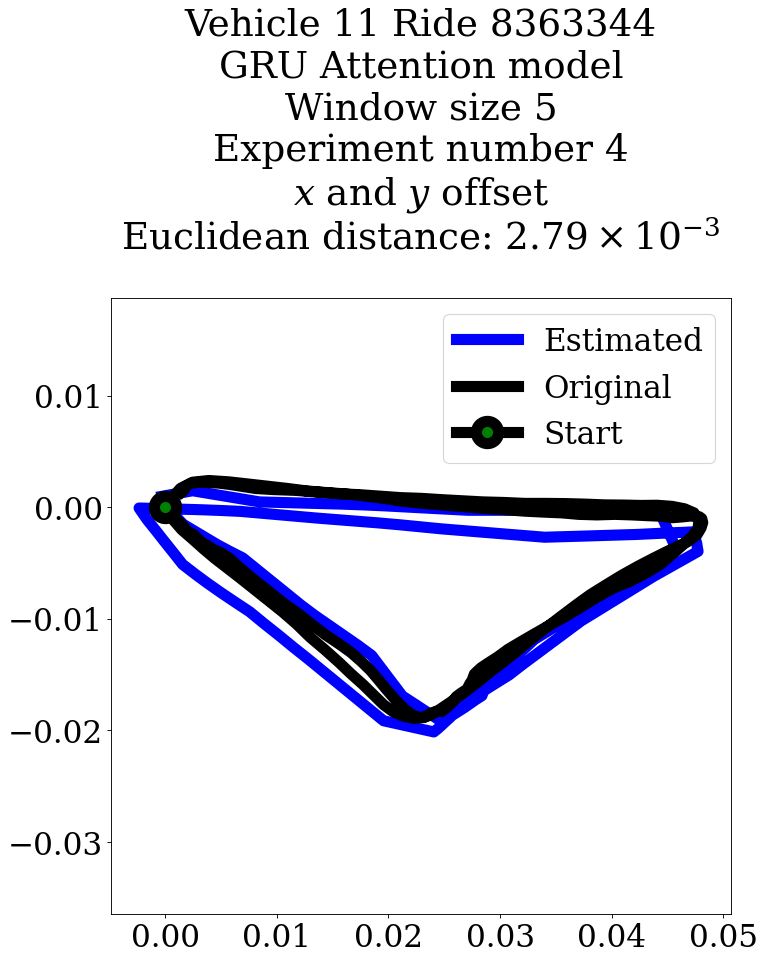 Vehicle 11 Ride 8363344
GRU Attention model
Window size 5
Experiment number 4
x and y offset
Euclidean distance: 2.79 × 10⁻³
Estimated
Original
Start
0.01
0.00
−0.01
−0.02
−0.03
0.00 0.01 0.02 0.03 0.04 0.05